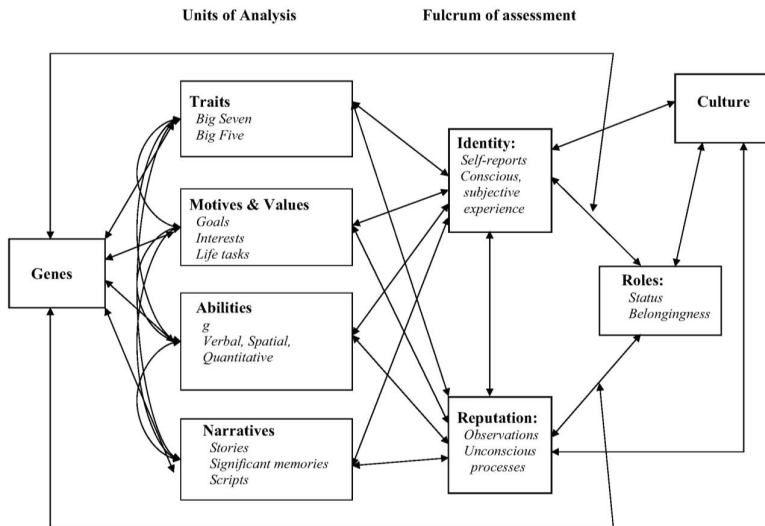 Units of Analysis
Fulcrum of assessment
Traits
Big Seven
Big Five
Culture
Identity:
Self-reports
Conscious,
subjective
experience
Motives & Values
Goals
Interests
Life tasks
Genes
Roles:
Status
Belongingness
Abilities
g
Verbal, Spatial,
Quantitative
Reputation:
Observations
Unconscious
processes
Narratives
Stories
Significant memories
Scripts